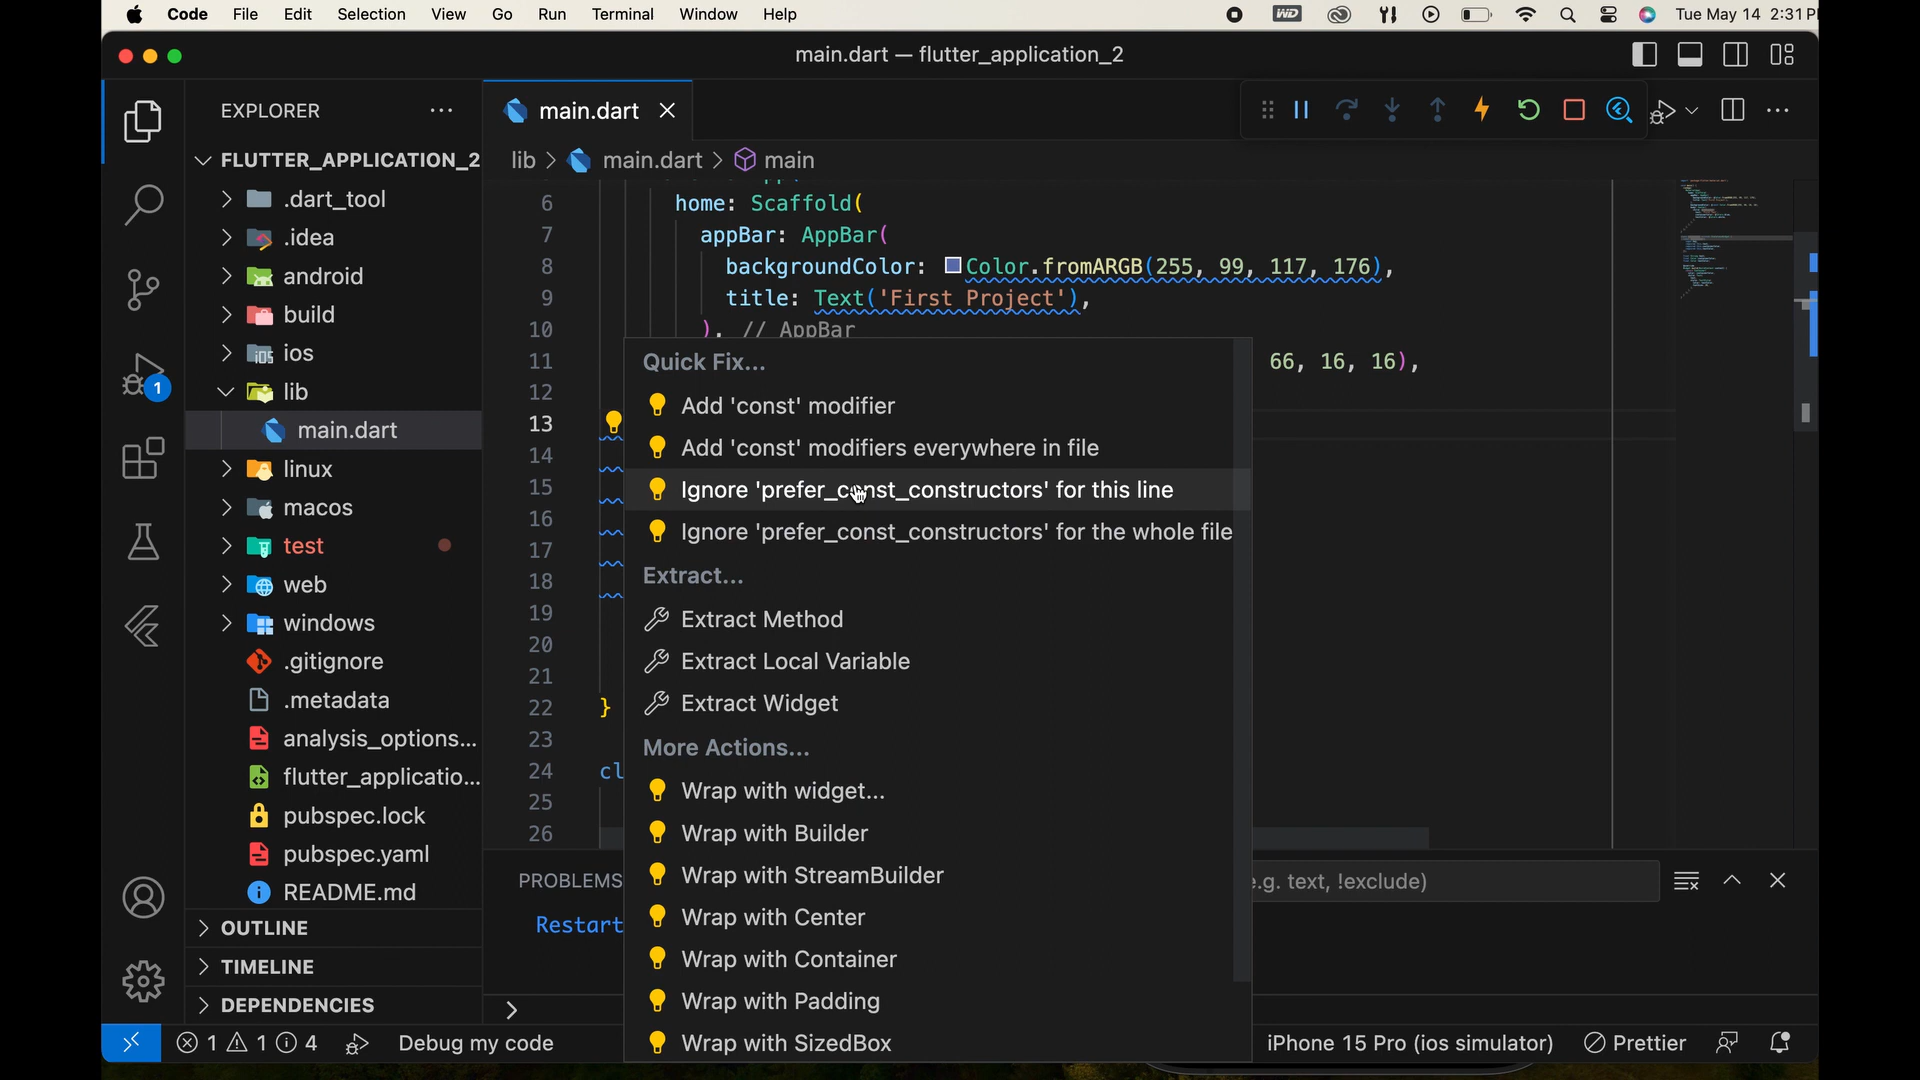 Code File Edit Selection View Go Run Terminal Window Help
WD Tue May 14 2:31
main.dart — flutter_application_2
EXPLORER
main.dart
FLUTTER_APPLICATION_2
.dart_tool
.idea
android
build
ios
lib
main.dart
linux
macos
test
web
windows
.gitignore
.metadata
analysis_options...
flutter_applicatio...
pubspec.lock
pubspec.yaml
README.md
OUTLINE
TIMELINE
DEPENDENCIES
1
lib > main.dart > main
6 home: Scaffold(
7 appBar: AppBar(
8 backgroundColor: Color.fromARGB(255, 99, 117, 176),
9 title: Text('First Project'),
10 ), // AppBar
11 66, 16, 16),
12
13
14
15
16
17
18
19
20
21
22 }
23
24 cl
25
26
Quick Fix...
Add 'const' modifier
Add 'const' modifiers everywhere in file
Ignore 'prefer_const_constructors' for this line
Ignore 'prefer_const_constructors' for the whole file
Extract...
Extract Method
Extract Local Variable
Extract Widget
More Actions...
Wrap with widget...
Wrap with Builder
Wrap with StreamBuilder
Wrap with Center
Wrap with Container
Wrap with Padding
Wrap with SizedBox
PROBLEMS
e.g. text, !exclude)
Restart
1 1 4 Debug my code
iPhone 15 Pro (ios simulator) Prettier